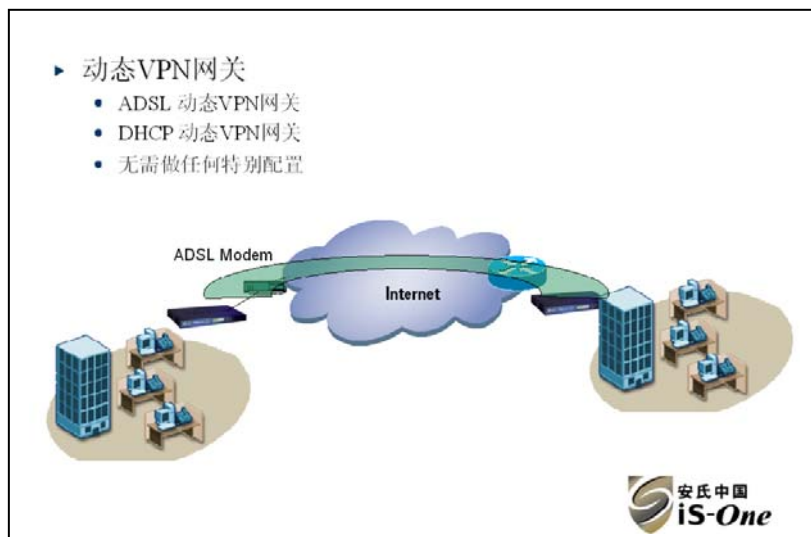 动态VPN网关
ADSL 动态VPN网关
DHCP 动态VPN网关
无需做任何特别配置
ADSL Modem
Internet
安氏中国
iS-One